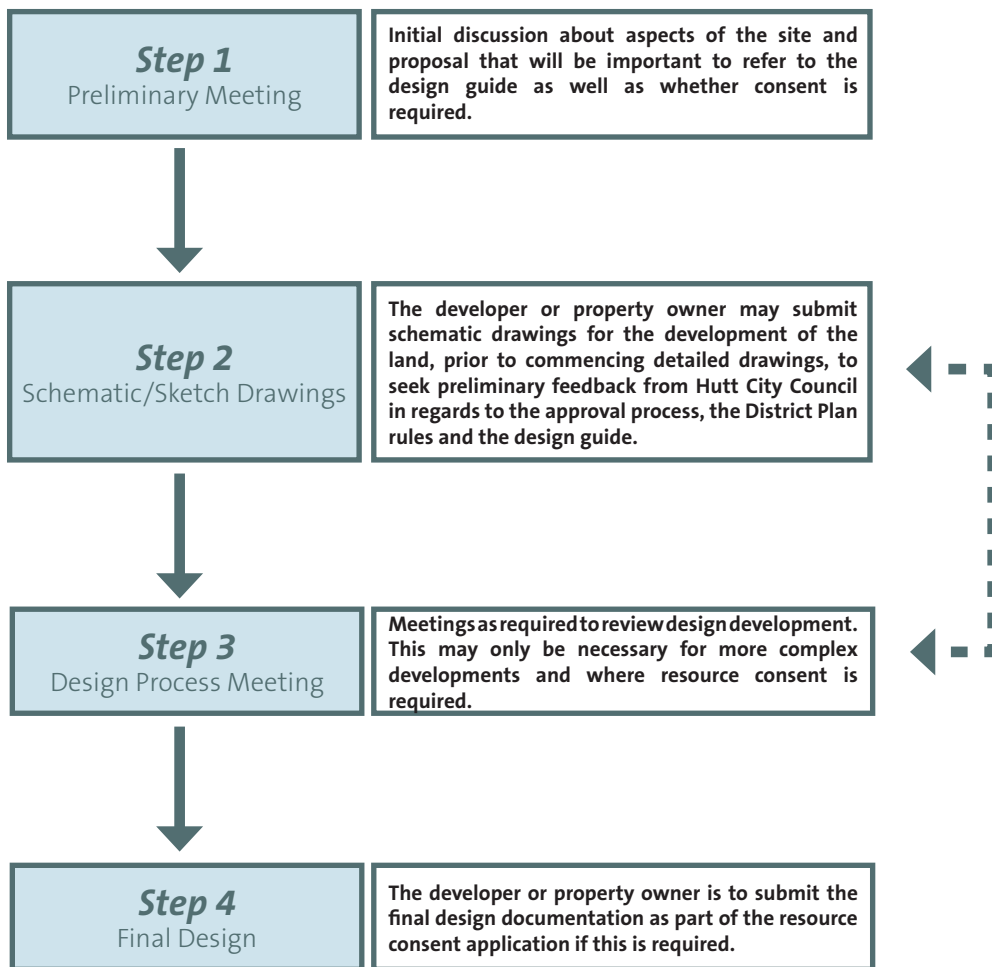 Step 1
Preliminary Meeting
Initial discussion about aspects of the site and
proposal that will be important to refer to the
design guide as well as whether consent is
required.
Step 2
Schematic/Sketch Drawings
The developer or property owner may submit
schematic drawings for the development of the
land, prior to commencing detailed drawings, to
seek preliminary feedback from Hutt City Council
in regards to the approval process, the District Plan
rules and the design guide.
Step 3
Design Process Meeting
Meetings as required to review design development.
This may only be necessary for more complex
developments and where resource consent is
required.
Step 4
Final Design
The developer or property owner is to submit the
final design documentation as part of the resource
consent application if this is required.